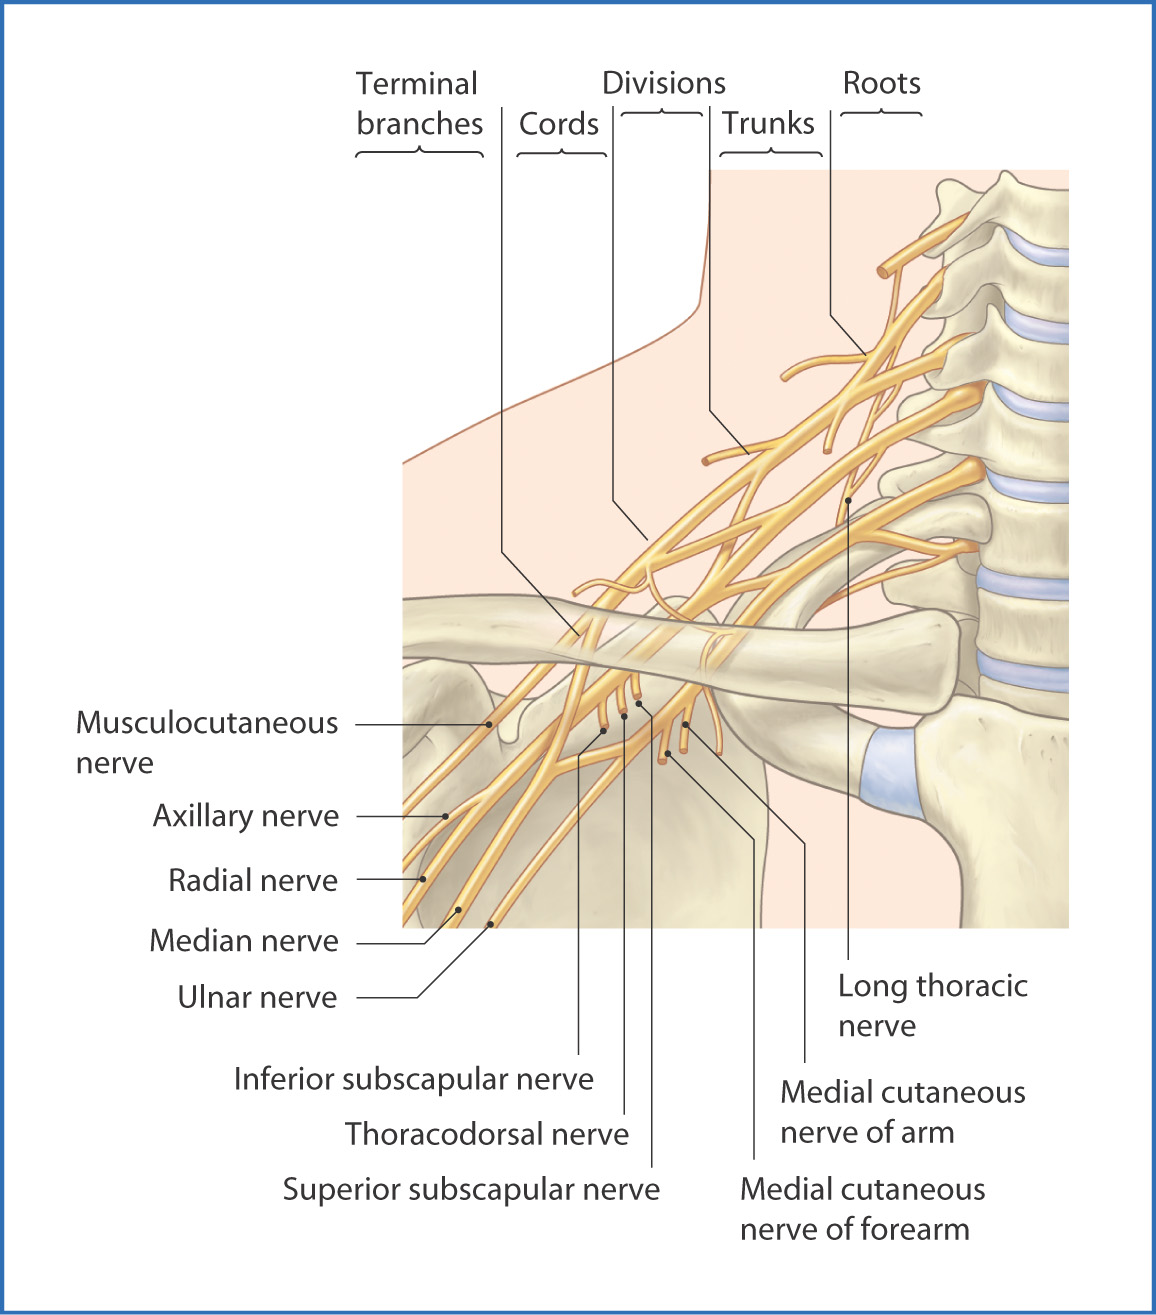 Terminal
branches
Cords
Divisions
Trunks
Roots
Musculocutaneous
nerve
Axillary nerve
Radial nerve
Median nerve
Ulnar nerve
Inferior subscapular nerve
Thoracodorsal nerve
Superior subscapular nerve
Long thoracic
nerve
Medial cutaneous
nerve of arm
Medial cutaneous
nerve of forearm